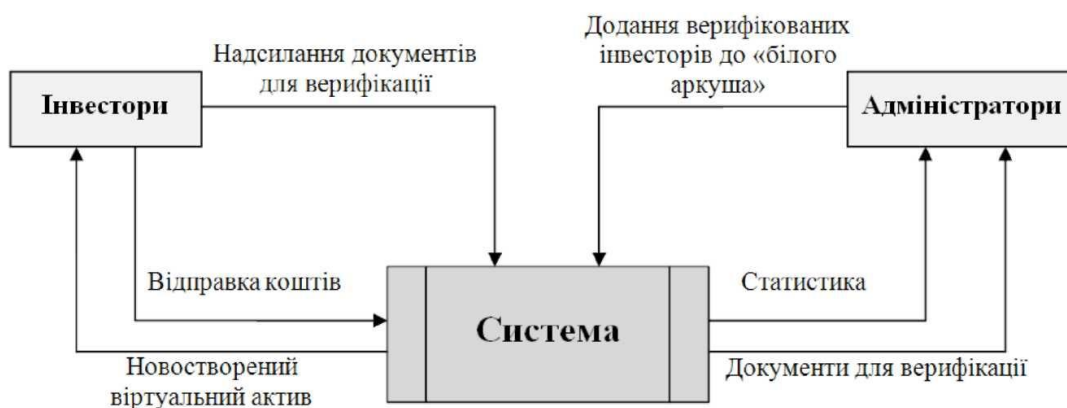 Надсилання документів
для верифікації
Додання верифікованих
інвесторів до «білого
аркуша»
Інвестори
Адміністратори
Відправка коштів
Система
Статистика
Новостворений
віртуальний актив
Документи для верифікації